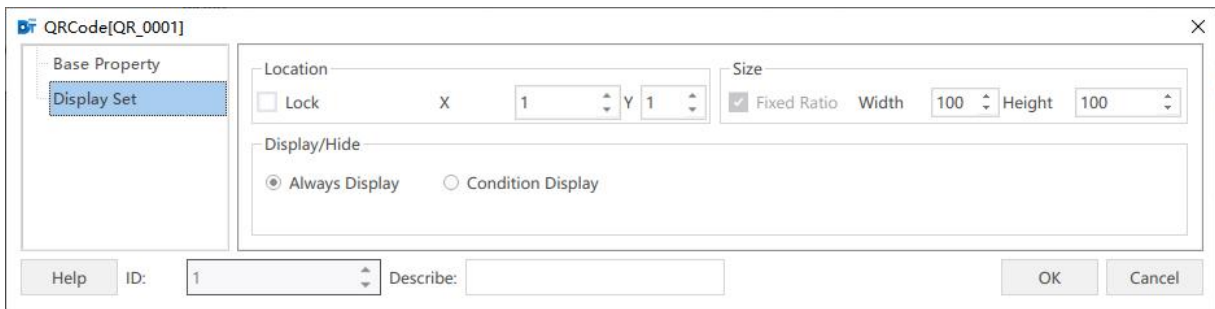 DT QRCode[QR_0001]
Base Property
Display Set
Location
Lock X 1 Y 1
Size
Fixed Ratio Width 100 Height 100
Display/Hide
Always Display Condition Display
Help ID: 1 Describe: OK Cancel